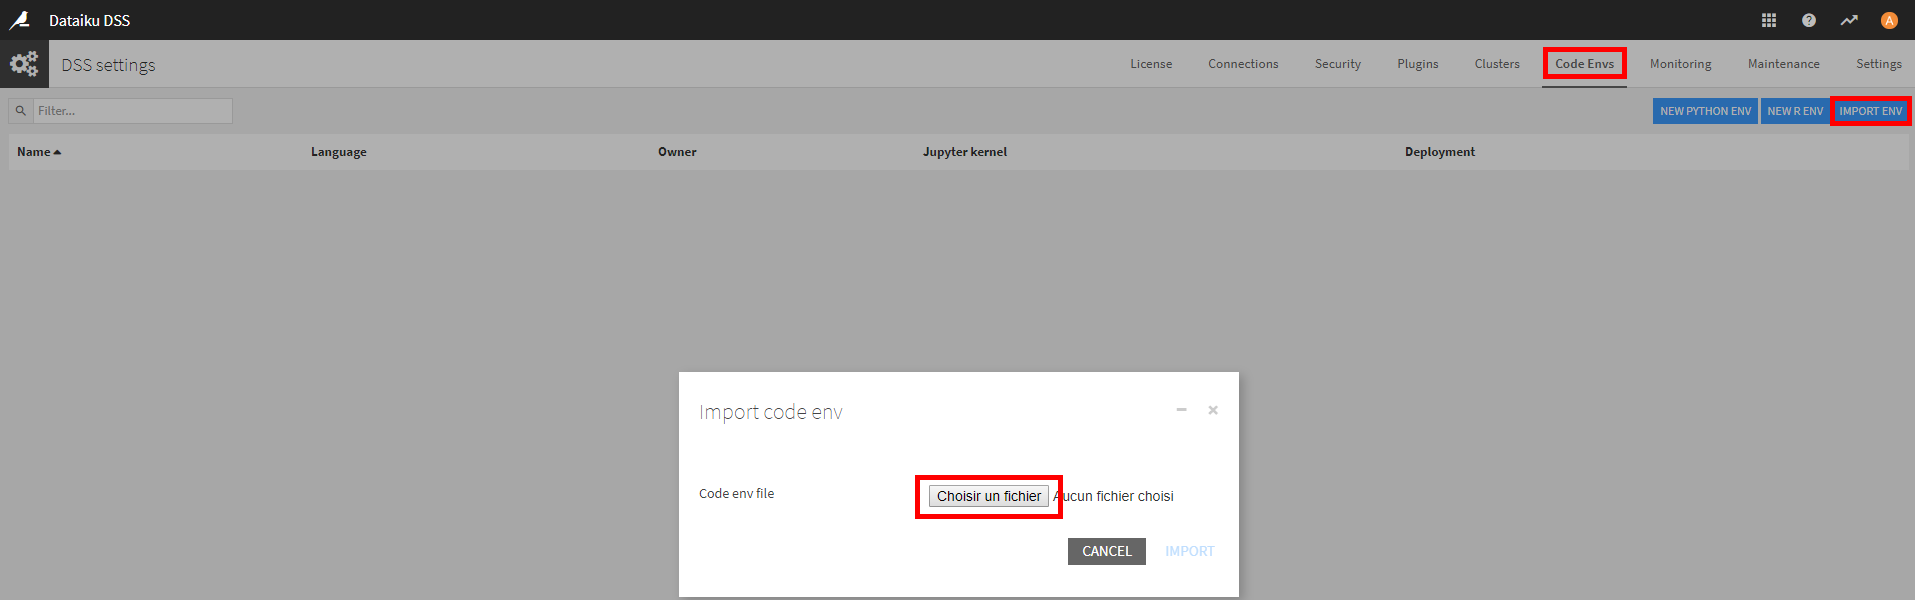 Dataiku DSS
A
DSS settings
License Connections Security Plugins Clusters Code Envs Monitoring Maintenance Settings
Filter...
NEW PYTHON ENV NEW R ENV IMPORT ENV
Name Language Owner Jupyter kernel Deployment
Import code env
Code env file Choisir un fichier Aucun fichier choisi
CANCEL IMPORT